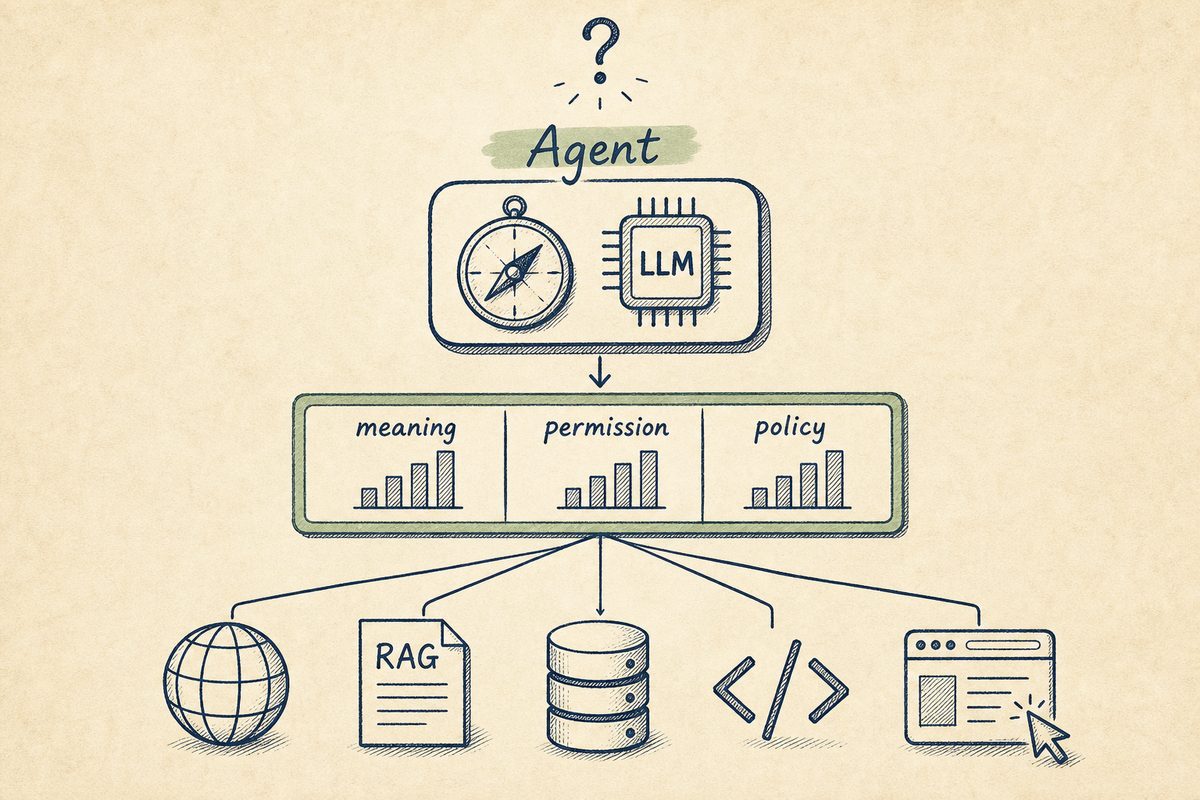 ?
Agent
LLM
meaning
permission
policy
RAG
</>